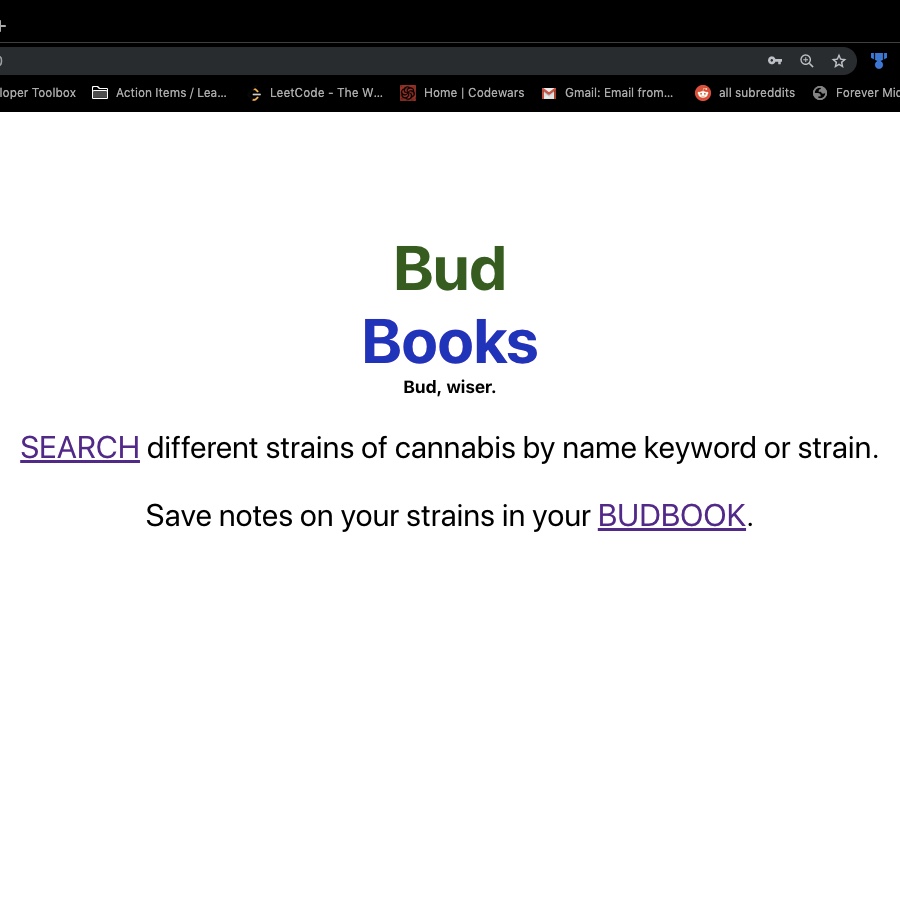 loper Toolbox Action Items / Lea... LeetCode - The W... Home | Codewars Gmail: Email from... all subreddits Forever Mic
Bud
Books
Bud, wiser.
SEARCH different strains of cannabis by name keyword or strain.
Save notes on your strains in your BUDBOOK.